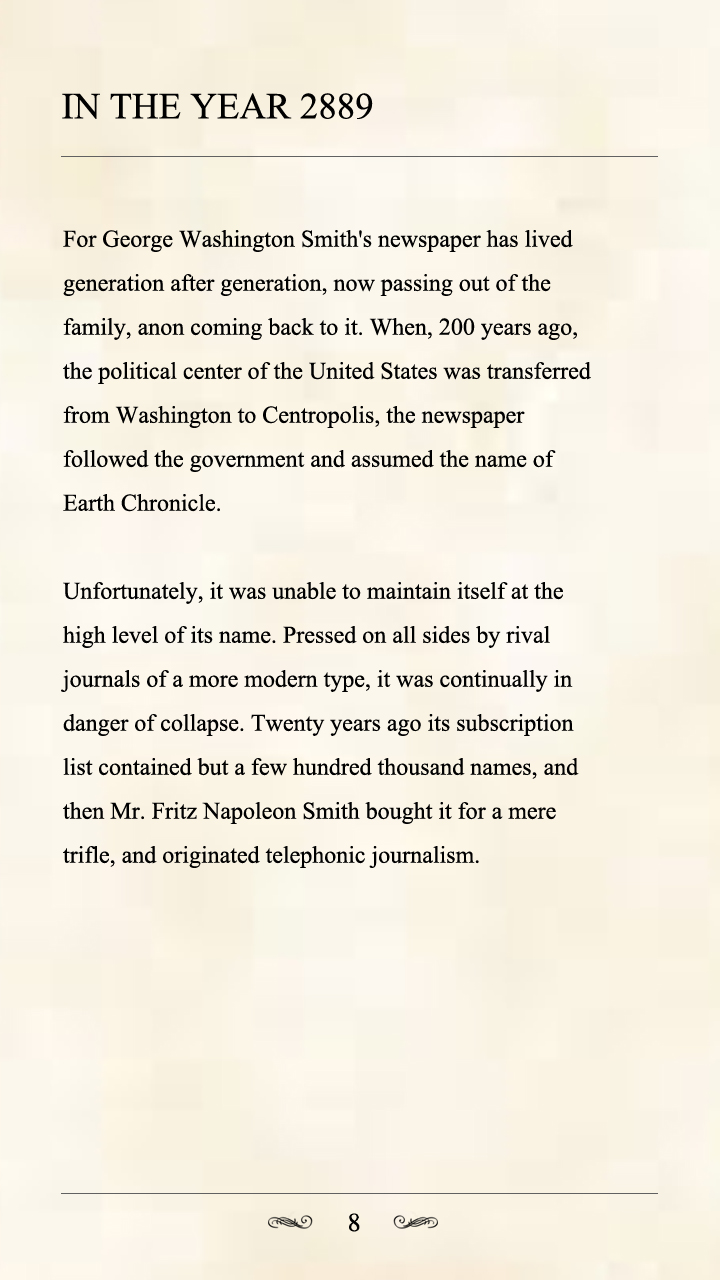 IN THE YEAR 2889
For George Washington Smith's newspaper has lived
generation after generation, now passing out of the
family, anon coming back to it. When, 200 years ago,
the political center of the United States was transferred
from Washington to Centropolis, the newspaper
followed the government and assumed the name of
Earth Chronicle.
Unfortunately, it was unable to maintain itself at the
high level of its name. Pressed on all sides by rival
journals of a more modern type, it was continually in
danger of collapse. Twenty years ago its subscription
list contained but a few hundred thousand names, and
then Mr. Fritz Napoleon Smith bought it for a mere
trifle, and originated telephonic journalism.
8